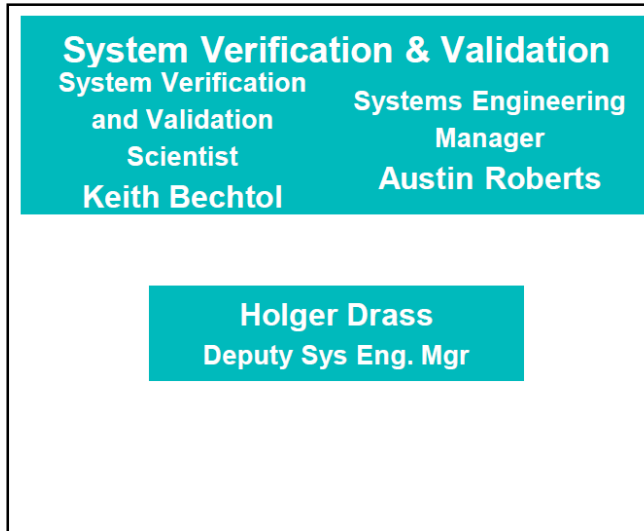 System Verification & Validation
System Verification
and Validation
Scientist
Keith Bechtol
Systems Engineering
Manager
Austin Roberts
Holger Drass
Deputy Sys Eng. Mgr